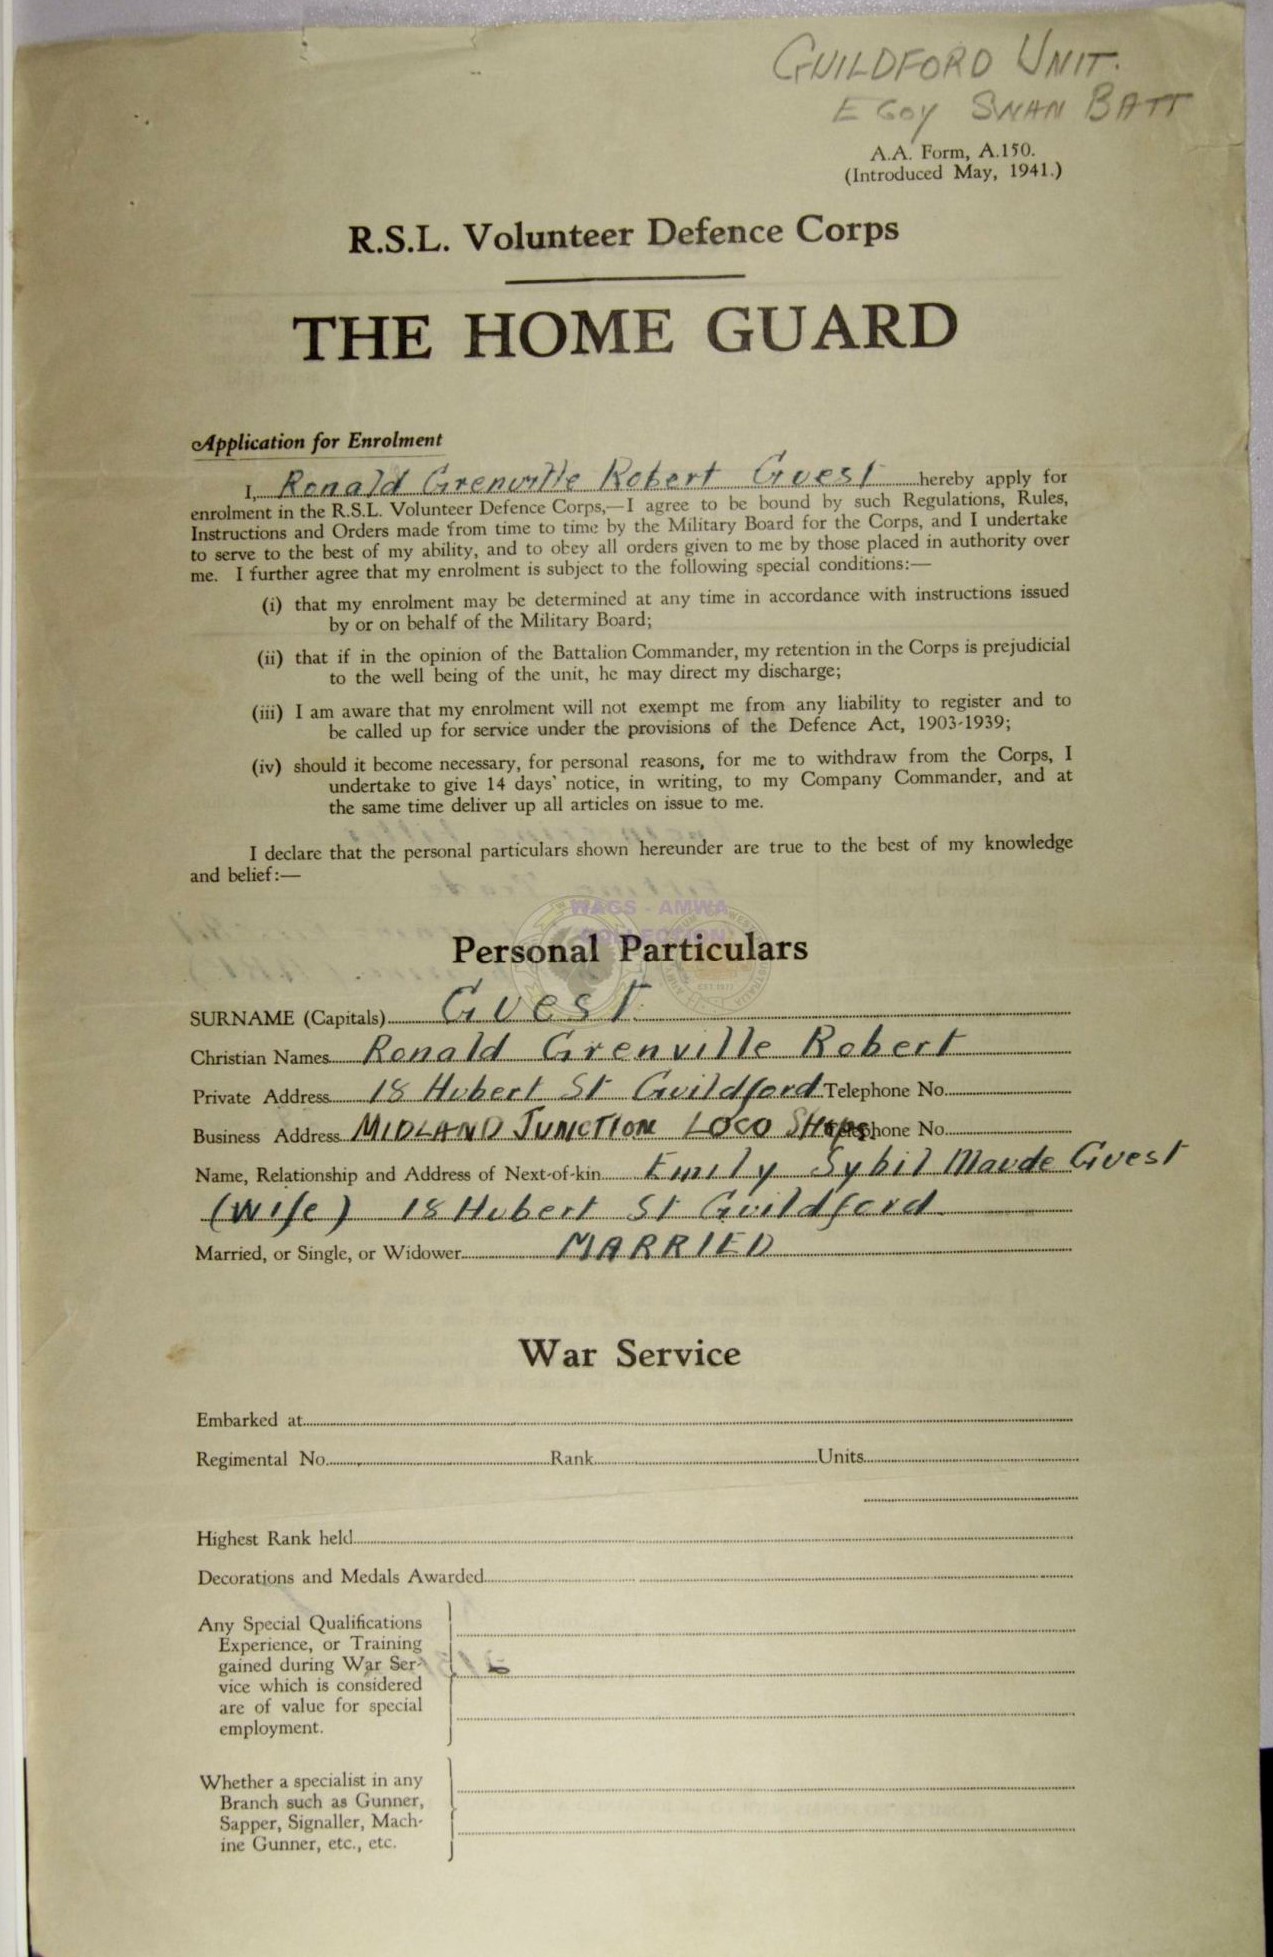 GUILDFORD UNIT.
E Coy SWAN BATT
A.A. Form, A.150.
(Introduced May, 1941.)
R.S.L. Volunteer Defence Corps
THE HOME GUARD
Application for Enrolment
I, Ronald Grenville Robert Guest hereby apply for
enrolment in the R.S.L. Volunteer Defence Corps,—I agree to be bound by such Regulations, Rules,
Instructions and Orders made from time to time by the Military Board for the Corps, and I undertake
to serve to the best of my ability, and to obey all orders given to me by those placed in authority over
me. I further agree that my enrolment is subject to the following special conditions:—
(i) that my enrolment may be determined at any time in accordance with instructions issued
by or on behalf of the Military Board;
(ii) that if in the opinion of the Battalion Commander, my retention in the Corps is prejudicial
to the well being of the unit, he may direct my discharge;
(iii) I am aware that my enrolment will not exempt me from any liability to register and to
be called up for service under the provisions of the Defence Act, 1903-1939;
(iv) should it become necessary, for personal reasons, for me to withdraw from the Corps, I
undertake to give 14 days' notice, in writing, to my Company Commander, and at
the same time deliver up all articles on issue to me.
I declare that the personal particulars shown hereunder are true to the best of my knowledge
and belief:—
WAGS - AMWA
COLLECTION
Personal Particulars
SURNAME (Capitals) Guest
Christian Names Ronald Grenville Robert
Private Address 18 Hubert St Guildford Telephone No.
Business Address MIDLAND JUNCTION LOCO SHOPS. Telephone No.
Name, Relationship and Address of Next-of-kin Emily Sybil Maude Guest
(Wife) 18 Hubert St Guildford.
Married, or Single, or Widower MARRIED
War Service
Embarked at
Regimental No. Rank Units
Highest Rank held
Decorations and Medals Awarded
Any Special Qualifications
Experience, or Training
gained during War Ser-
vice which is considered
are of value for special
employment.
Whether a specialist in any
Branch such as Gunner,
Sapper, Signaller, Mach-
ine Gunner, etc., etc.